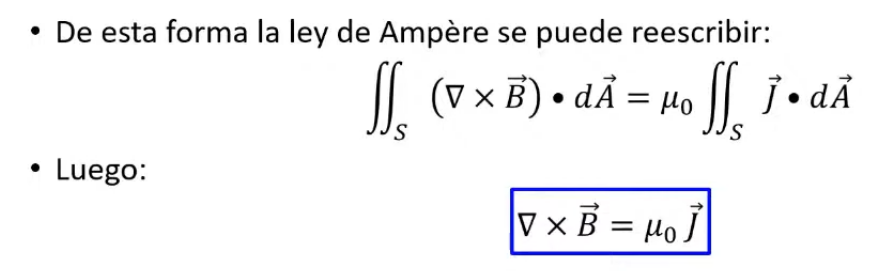 • De esta forma la ley de Ampère se puede reescribir:
∬_S (∇ × B⃗) • dA⃗ = μ₀ ∬_S J⃗ • dA⃗
• Luego:
∇ × B⃗ = μ₀ J⃗